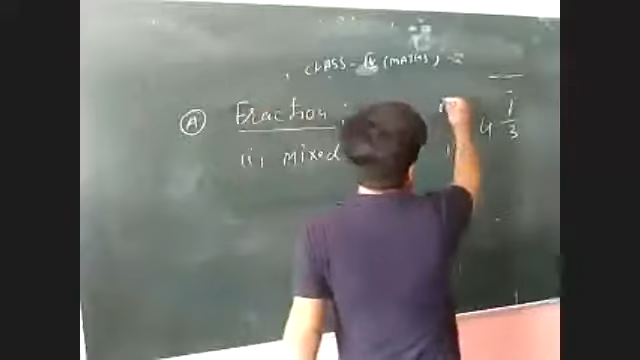 CLASS - IV (MATHS)
(A) Fraction :
(i) mixed
4 1/3